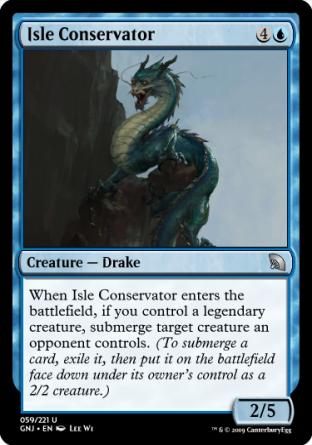 Isle Conservator 4
Creature — Drake
When Isle Conservator enters the
battlefield, if you control a legendary
creature, submerge target creature an
opponent controls. (To submerge a
card, exile it, then put it on the battlefield
face down under its owner's control as a
2/2 creature.)
2/5
059/221 U
GNJ • EN LEE WE
™ & © 2019 CanterburyEgg